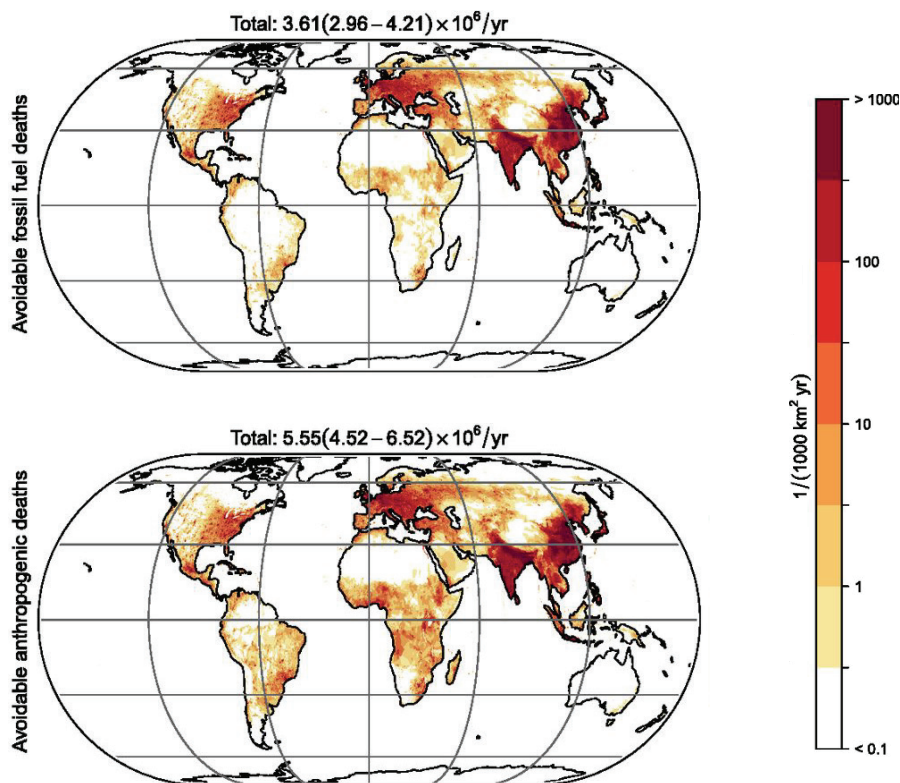 Total: 3.61(2.96−4.21)×10⁶/yr
Avoidable fossil fuel deaths
Total: 5.55(4.52−6.52)×10⁶/yr
Avoidable anthropogenic deaths
> 1000
100
10
1
< 0.1
1/(1000 km² yr)